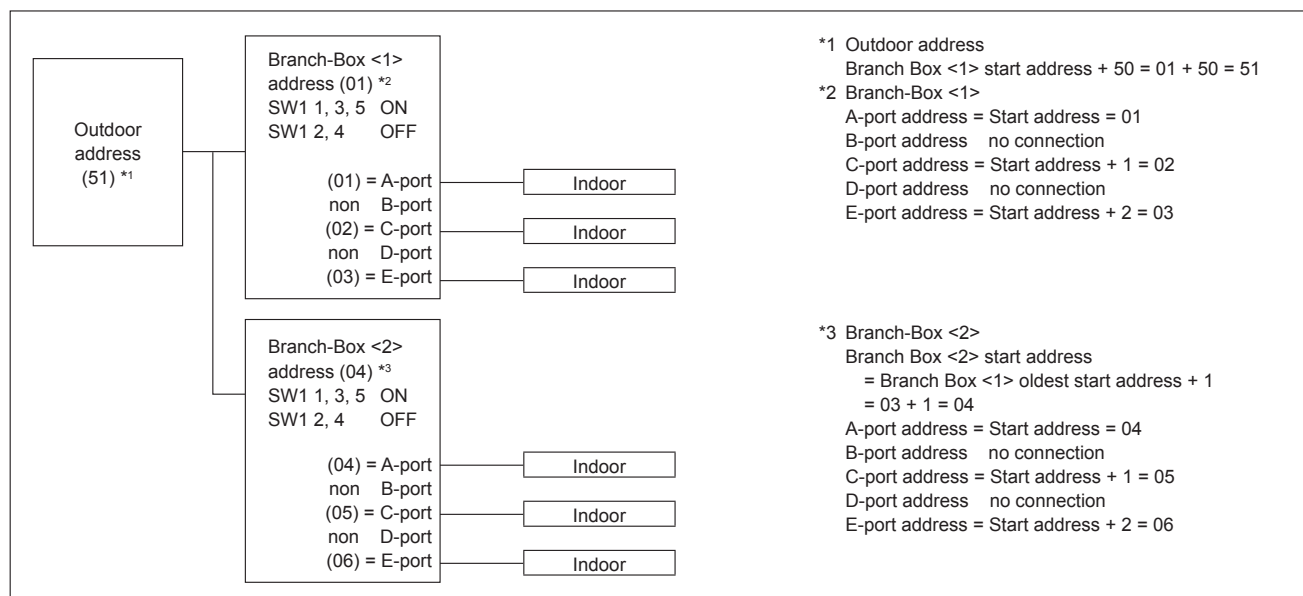 Outdoor
address
(51) *1
Branch-Box <1>
address (01) *2
SW1 1, 3, 5 ON
SW1 2, 4 OFF
(01) = A-port
non B-port
(02) = C-port
non D-port
(03) = E-port
Indoor
Indoor
Indoor
Branch-Box <2>
address (04) *3
SW1 1, 3, 5 ON
SW1 2, 4 OFF
(04) = A-port
non B-port
(05) = C-port
non D-port
(06) = E-port
Indoor
Indoor
Indoor
*1 Outdoor address
Branch Box <1> start address + 50 = 01 + 50 = 51
*2 Branch-Box <1>
A-port address = Start address = 01
B-port address no connection
C-port address = Start address + 1 = 02
D-port address no connection
E-port address = Start address + 2 = 03
*3 Branch-Box <2>
Branch Box <2> start address
= Branch Box <1> oldest start address + 1
= 03 + 1 = 04
A-port address = Start address = 04
B-port address no connection
C-port address = Start address + 1 = 05
D-port address no connection
E-port address = Start address + 2 = 06